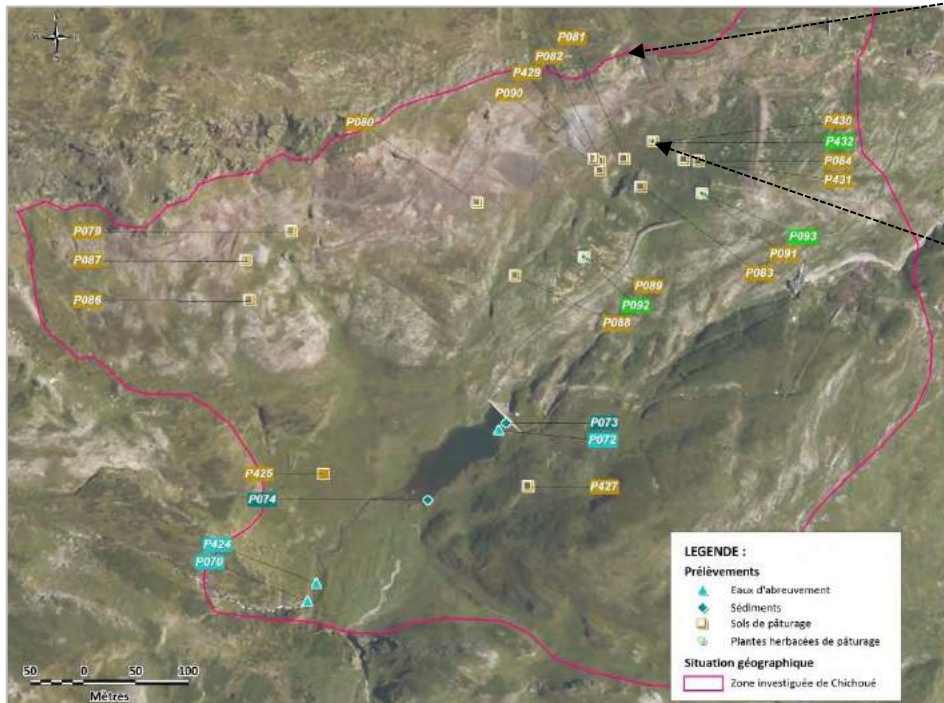 P081
P082
P429
P090
P080
P430
P432
P084
P431
P079
P087
P086
P093
P091
P083
P089
P092
P088
P073
P072
P425
P074
P427
P424
P070
LEGENDE :
Prélèvements
Eaux d'abreuvement
Sédiments
Sols de pâturage
Plantes herbacées de pâturage
Situation géographique
Zone investiguée de Chichoué
50 0 50 100
Mètres